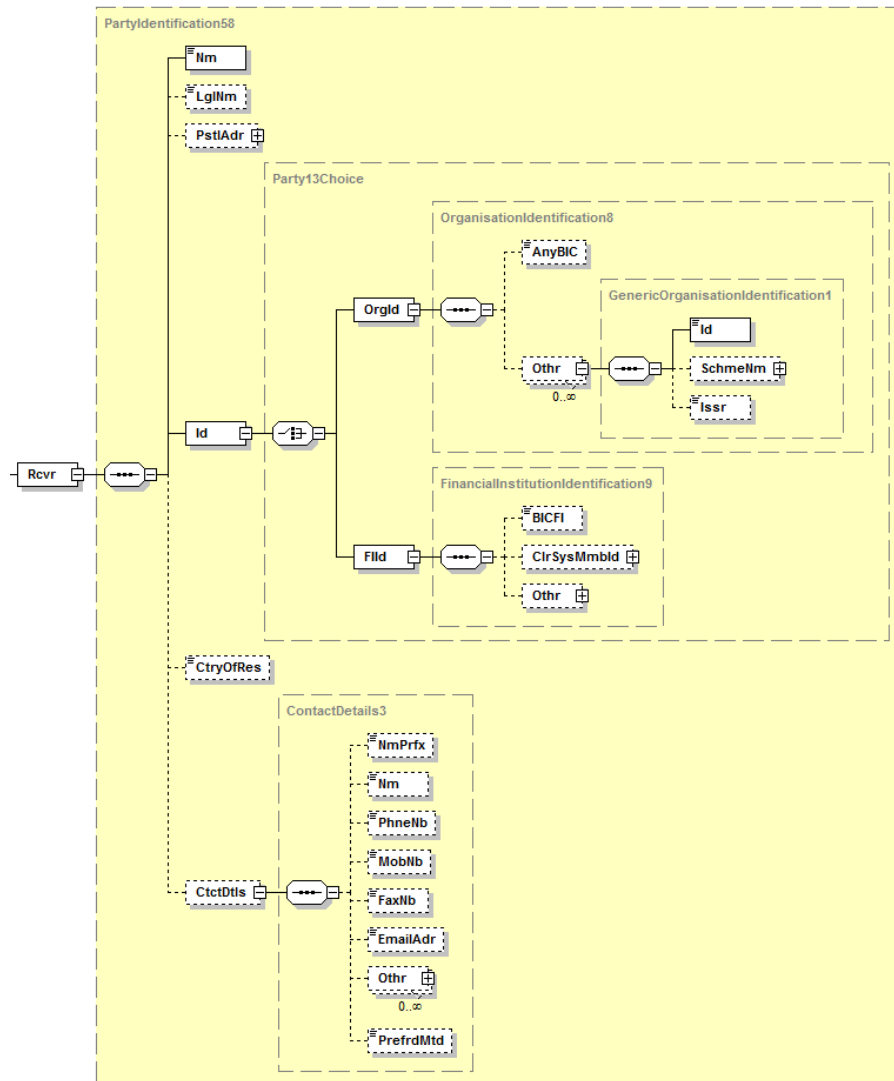 PartyIdentification58
Nm
LglNm
PstlAdr
Party13Choice
OrganisationIdentification8
AnyBIC
GenericOrganisationIdentification1
OrgId
Id
Othr
0..∞
SchmeNm
Issr
Id
Rcvr
FinancialInstitutionIdentification9
BICFI
FIId
ClrSysMmbId
Othr
CtryOfRes
ContactDetails3
NmPrfx
Nm
PhneNb
MobNb
CtctDtls
FaxNb
EmailAdr
Othr
0..∞
PrefrdMtd